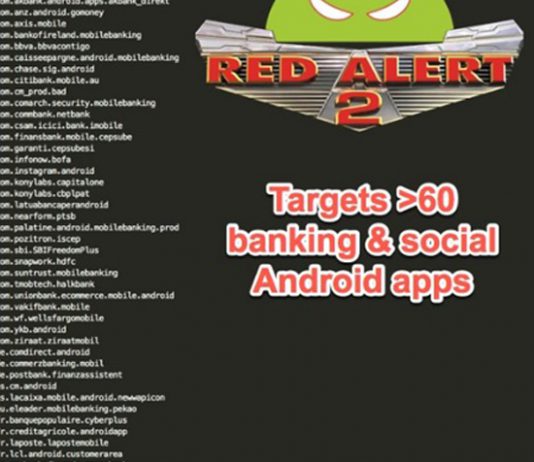 om.akbank.android.apps.akbank_direkt
om.anz.android.gomoney
om.axis.mobile
om.bankofireland.mobilebanking
om.bbva.bbvacontigo
om.caisseepargne.android.mobilebanking
om.chase.sig.android
om.citibank.mobile.au
om.cm_prod.bad
om.comarch.security.mobilebanking
om.commbank.netbank
om.csam.icici.bank.imobile
om.finansbank.mobile.cepsube
om.garanti.cepsubesi
om.infonow.bofa
om.instagram.android
om.konylabs.capitalone
om.konylabs.cbplpat
om.latuabancaperandroid
om.nearform.ptsb
om.palatine.android.mobilebanking.prod
om.pozitron.iscep
om.sbi.SBIFreedomPlus
om.snapwork.hdfc
om.suntrust.mobilebanking
om.tmobtech.halkbank
om.unionbank.ecommerce.mobile.android
om.vakifbank.mobile
om.wf.wellsfargomobile
om.ykb.android
om.ziraat.ziraatmobil
e.comdirect.android
e.commerzbanking.mobil
e.postbank.finanzassistent
s.cm.android
s.lacaixa.mobile.android.newwapicon
u.eleader.mobilebanking.pekao
r.banquepopulaire.cyberplus
r.creditagricole.androidapp
r.laposte.lapostemobile
r.lcl.android.customerarea
RED ALERT
2
Targets >60
banking & social
Android apps